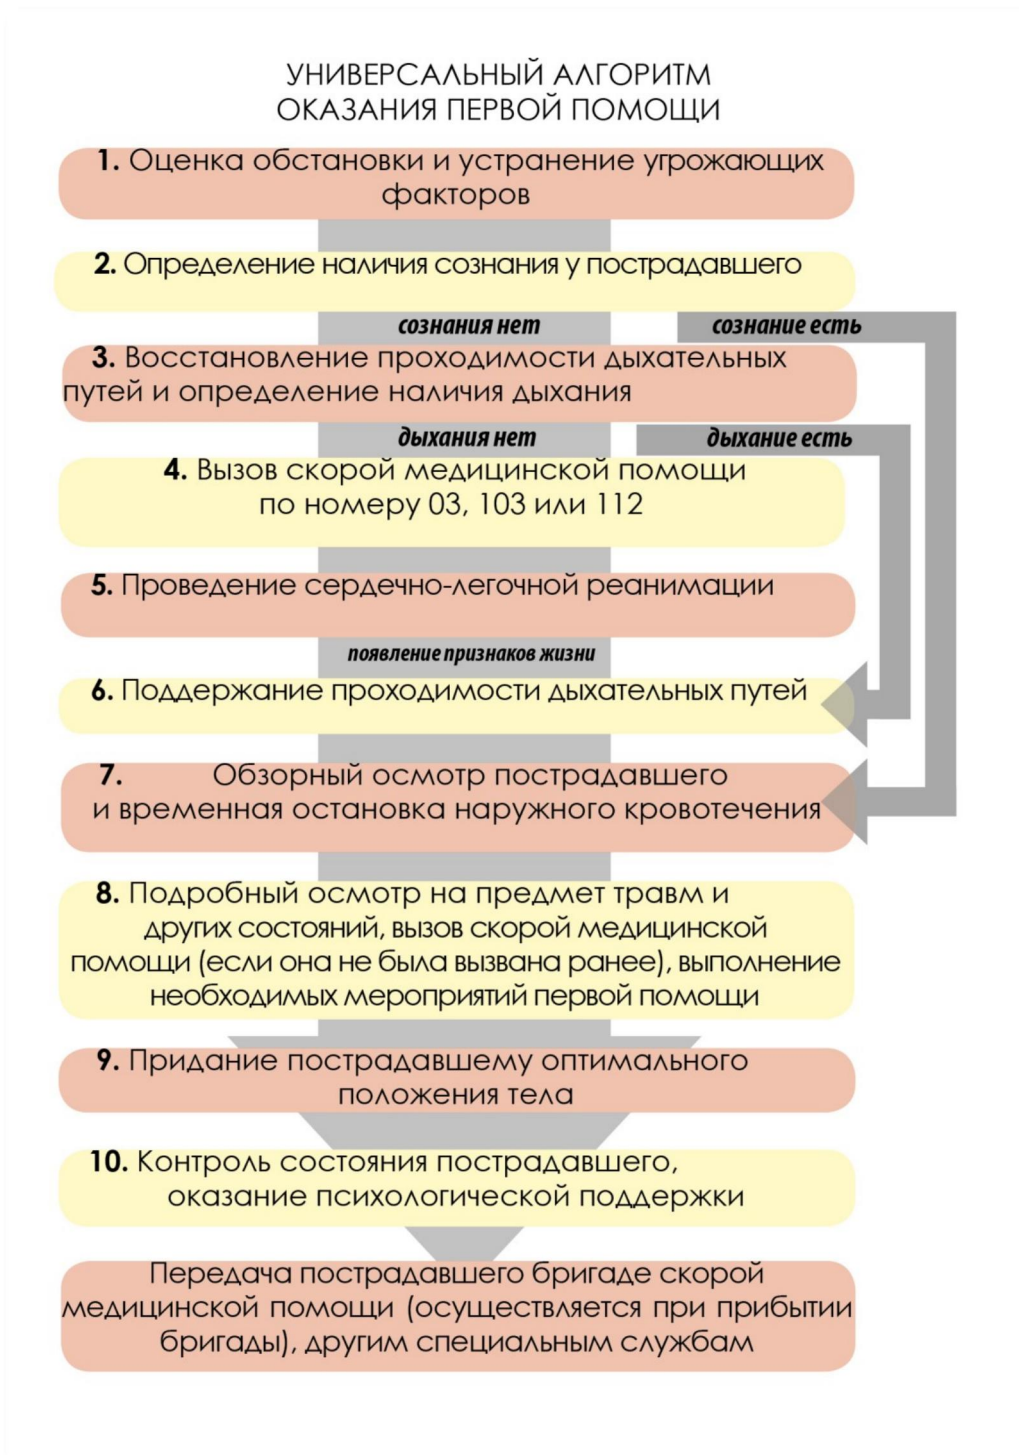 УНИВЕРСАЛЬНЫЙ АЛГОРИТМ
ОКАЗАНИЯ ПЕРВОЙ ПОМОЩИ
1. Оценка обстановки и устранение угрожающих
факторов
2. Определение наличия сознания у пострадавшего
сознания нет
сознание есть
3. Восстановление проходимости дыхательных
путей и определение наличия дыхания
дыхания нет
дыхание есть
4. Вызов скорой медицинской помощи
по номеру 03, 103 или 112
5. Проведение сердечно-легочной реанимации
появление признаков жизни
6. Поддержание проходимости дыхательных путей
7. Обзорный осмотр пострадавшего
и временная остановка наружного кровотечения
8. Подробный осмотр на предмет травм и
других состояний, вызов скорой медицинской
помощи (если она не была вызвана ранее), выполнение
необходимых мероприятий первой помощи
9. Придание пострадавшему оптимального
положения тела
10. Контроль состояния пострадавшего,
оказание психологической поддержки
Передача пострадавшего бригаде скорой
медицинской помощи (осуществляется при прибытии
бригады), другим специальным службам